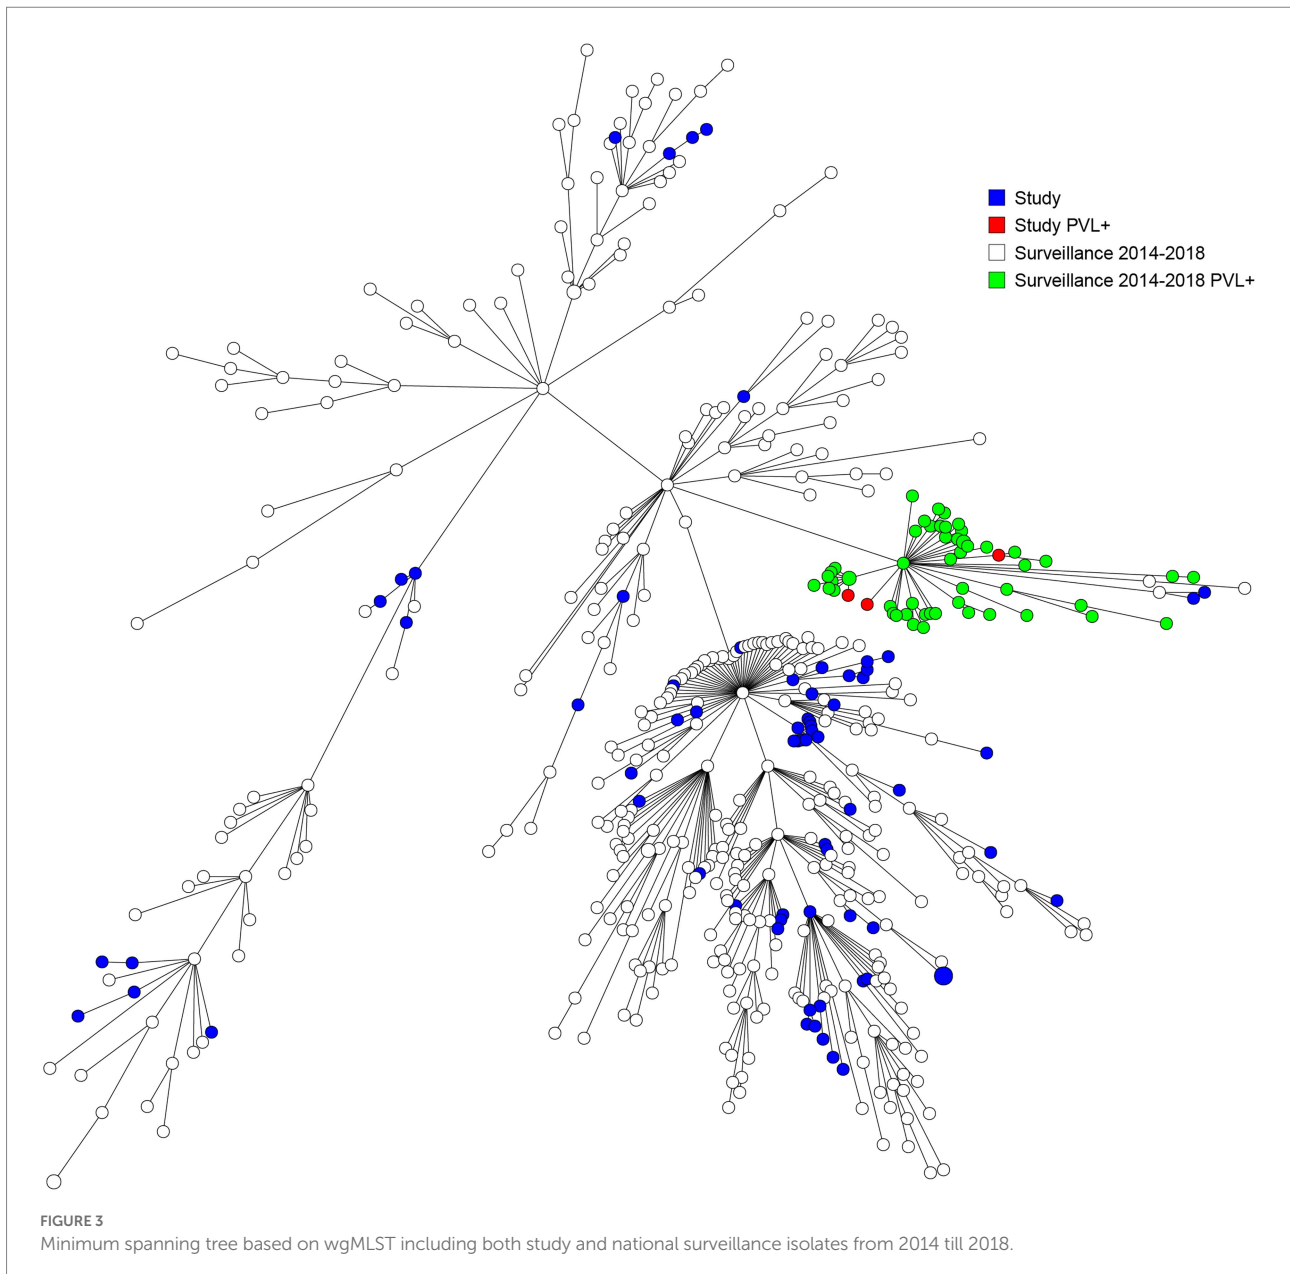 Study
Study PVL+
Surveillance 2014-2018
Surveillance 2014-2018 PVL+
FIGURE 3
Minimum spanning tree based on wgMLST including both study and national surveillance isolates from 2014 till 2018.